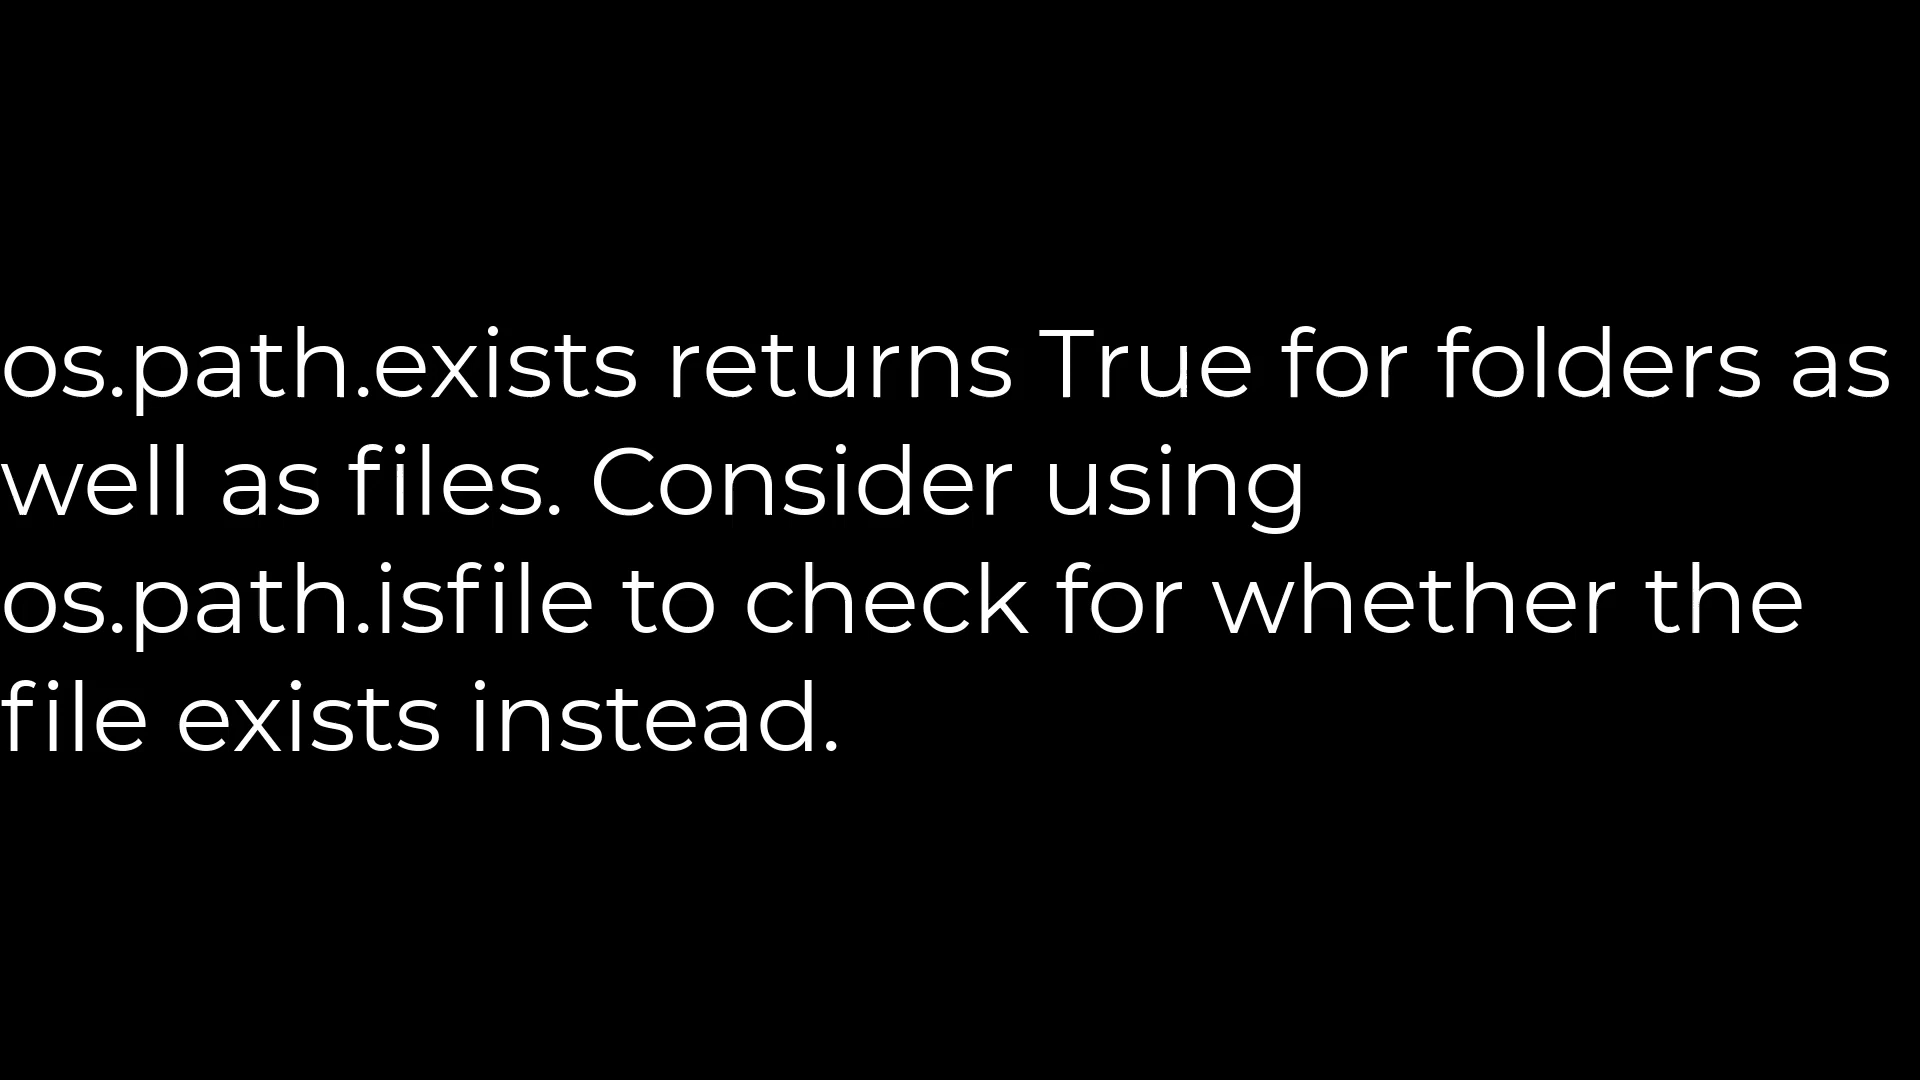 os.path.exists returns True for folders as
well as files. Consider using
os.path.isfile to check for whether the
file exists instead.